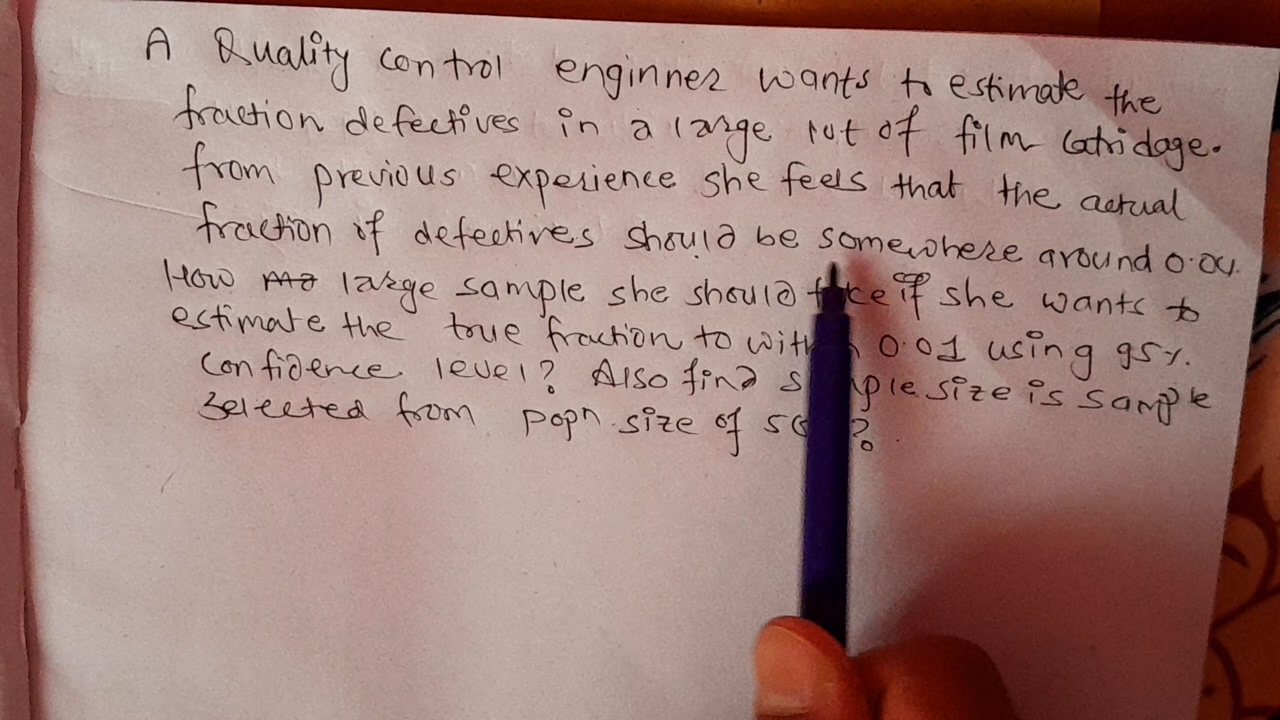 A Quality control enginner wants to estimate the
fraction defectives in a large lot of film Catridage.
from previous experience she feels that the actual
fraction of defectives should be somewhere around 0.04.
How large sample she should if she wants to
estimate the true fraction to 0.01 using 95%.
confidence level? Also find size is sample
selected from popn. size of ?